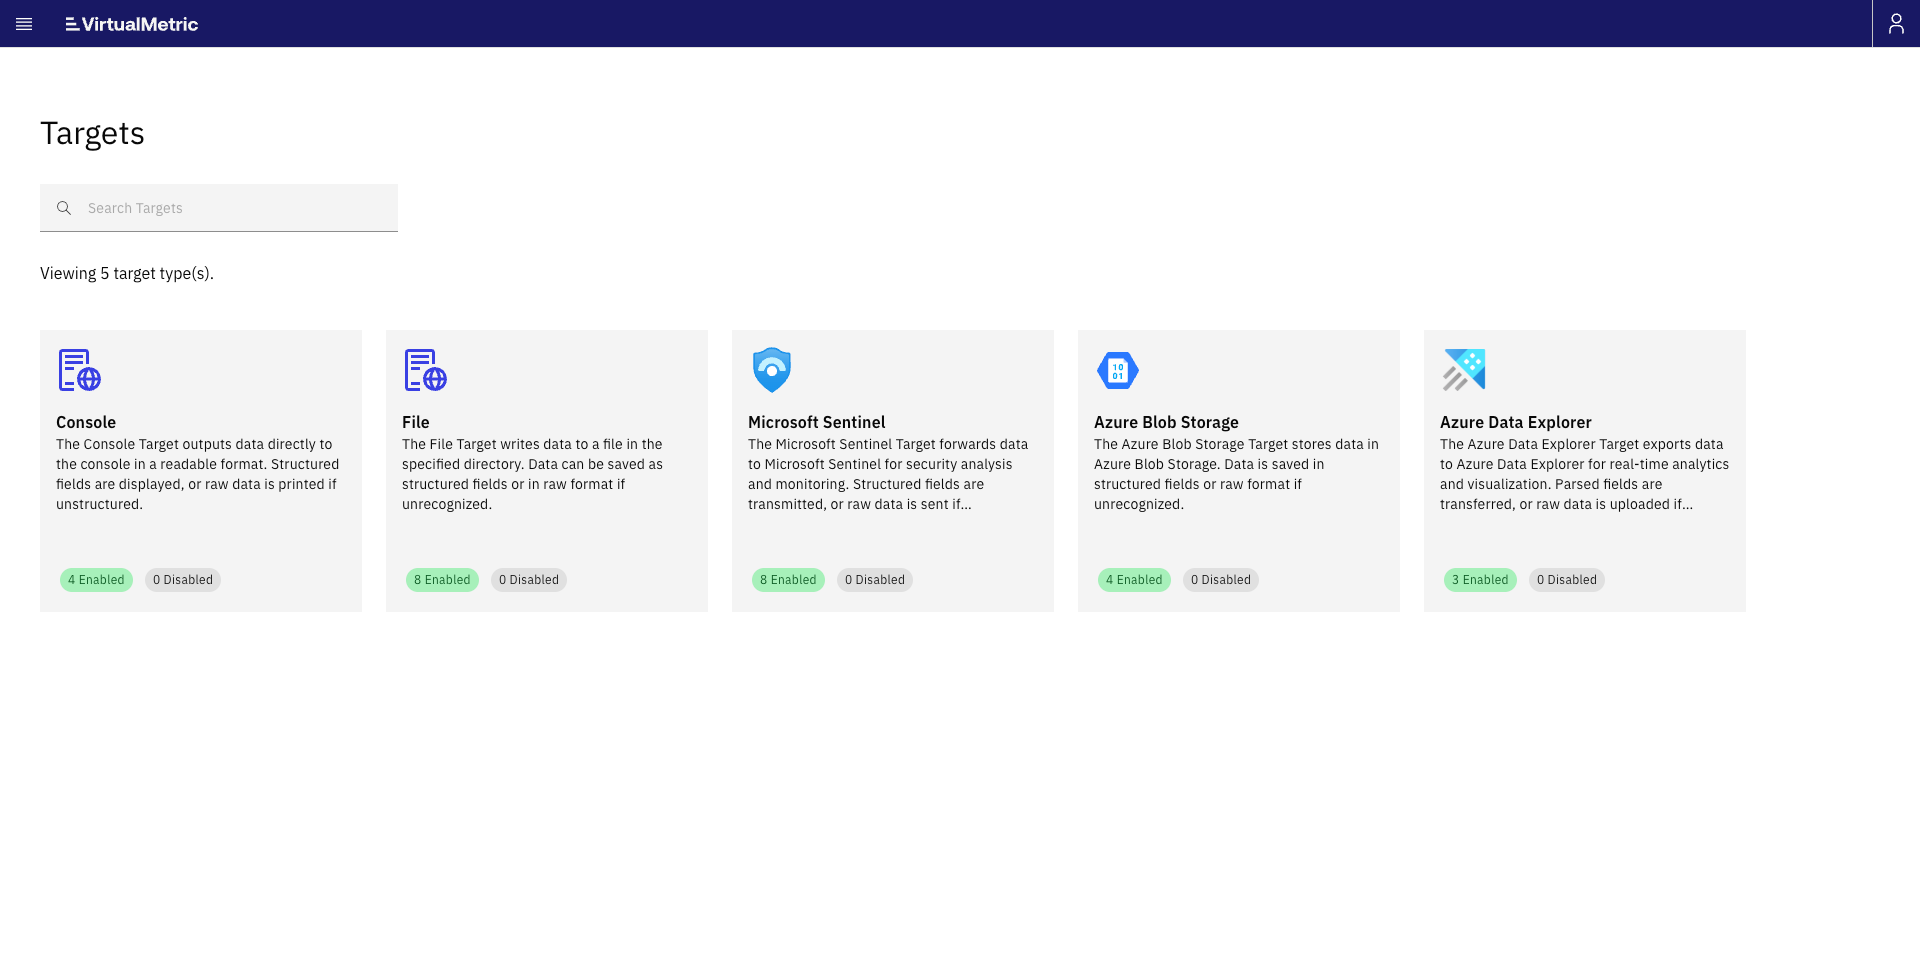 VirtualMetric
Targets
Search Targets
Viewing 5 target type(s).
Console
The Console Target outputs data directly to
the console in a readable format. Structured
fields are displayed, or raw data is printed if
unstructured.
4 Enabled
0 Disabled
File
The File Target writes data to a file in the
specified directory. Data can be saved as
structured fields or in raw format if
unrecognized.
8 Enabled
0 Disabled
Microsoft Sentinel
The Microsoft Sentinel Target forwards data
to Microsoft Sentinel for security analysis
and monitoring. Structured fields are
transmitted, or raw data is sent if...
8 Enabled
0 Disabled
10
01
Azure Blob Storage
The Azure Blob Storage Target stores data in
Azure Blob Storage. Data is saved in
structured fields or raw format if
unrecognized.
4 Enabled
0 Disabled
Azure Data Explorer
The Azure Data Explorer Target exports data
to Azure Data Explorer for real-time analytics
and visualization. Parsed fields are
transferred, or raw data is uploaded if...
3 Enabled
0 Disabled